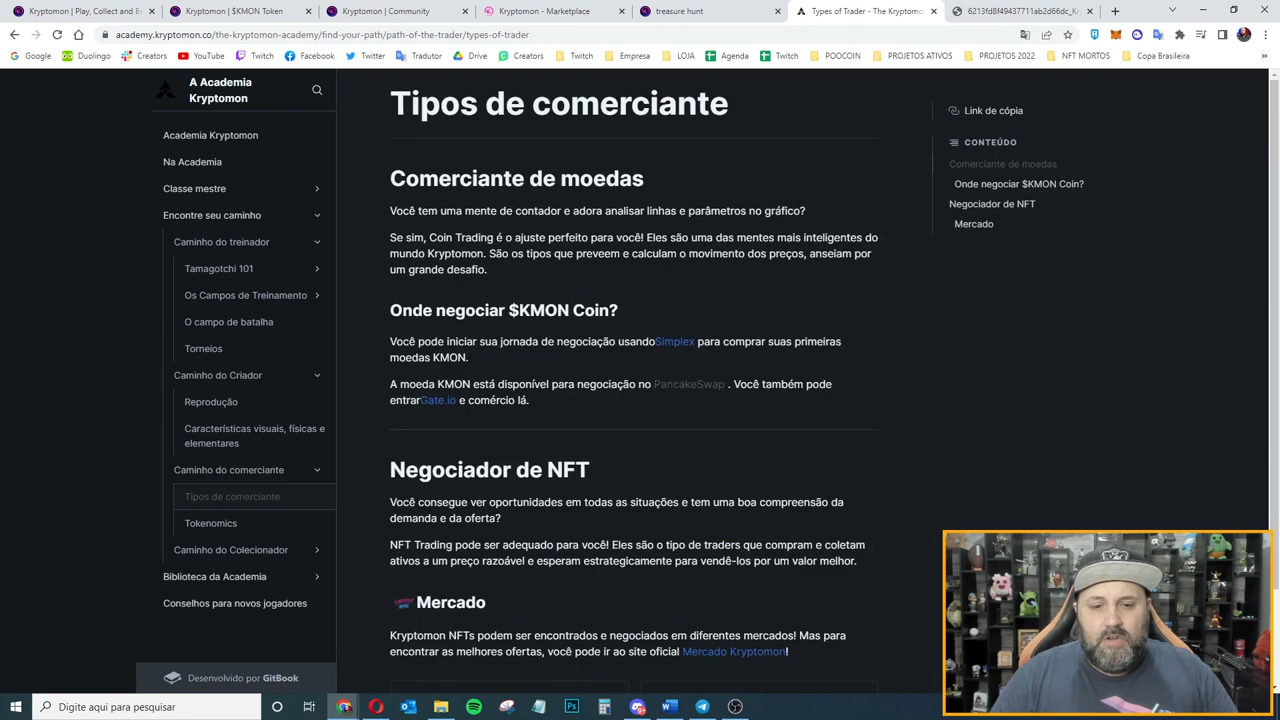 Kryptomon | Play, Collect and B
Kryptomon | $KMON Token
Kryptomon | Community
Kryptomon - Marketplace
treasure hunt
Types of Trader - The Kryptomo
6213fd8f49437711ab2d66dc_K
academy.kryptomon.co/the-kryptomon-academy/find-your-path/path-of-the-trader/types-of-trader
Google
Duolingo
Creators
YouTube
Twitch
Facebook
Twitter
Tradutor
Drive
Creators
Twitch
LOJA
Agenda
Twitch
POOCOIN
PROJETOS ATIVOS
PROJETOS 2022
NFT MORTOS
Copa Brasileira
A Academia
Kryptomon
Academia Kryptomon
Na Academia
Classe mestre
Encontre seu caminho
Caminho do treinador
Tamagotchi 101
Os Campos de Treinamento
O campo de batalha
Torneios
Caminho do Criador
Reprodução
Características visuais, físicas e
elementares
Caminho do comerciante
Tipos de comerciante
Tokenomics
Caminho do Colecionador
Biblioteca da Academia
Conselhos para novos jogadores
Desenvolvido por GitBook
Tipos de comerciante
Comerciante de moedas
Você tem uma mente de contador e adora analisar linhas e parâmetros no gráfico?
Se sim, Coin Trading é o ajuste perfeito para você! Eles são uma das mentes mais inteligentes do
mundo Kryptomon. São os tipos que preveem e calculam o movimento dos preços, anseiam por
um grande desafio.
Onde negociar $KMON Coin?
Você pode iniciar sua jornada de negociação usandoSimplex para comprar suas primeiras
moedas KMON.
A moeda KMON está disponível para negociação no PancakeSwap . Você também pode
entrarGate.io e comércio lá.
Negociador de NFT
Você consegue ver oportunidades em todas as situações e tem uma boa compreensão da
demanda e da oferta?
NFT Trading pode ser adequado para você! Eles são o tipo de traders que compram e coletam
ativos a um preço razoável e esperam estrategicamente para vendê-los por um valor melhor.
Mercado
Kryptomon NFTs podem ser encontrados e negociados em diferentes mercados! Mas para
encontrar as melhores ofertas, você pode ir ao site oficial Mercado Kryptomon!
Link de cópia
CONTEÚDO
Comerciante de moedas
Onde negociar $KMON Coin?
Negociador de NFT
Mercado
Digite aqui para pesquisar